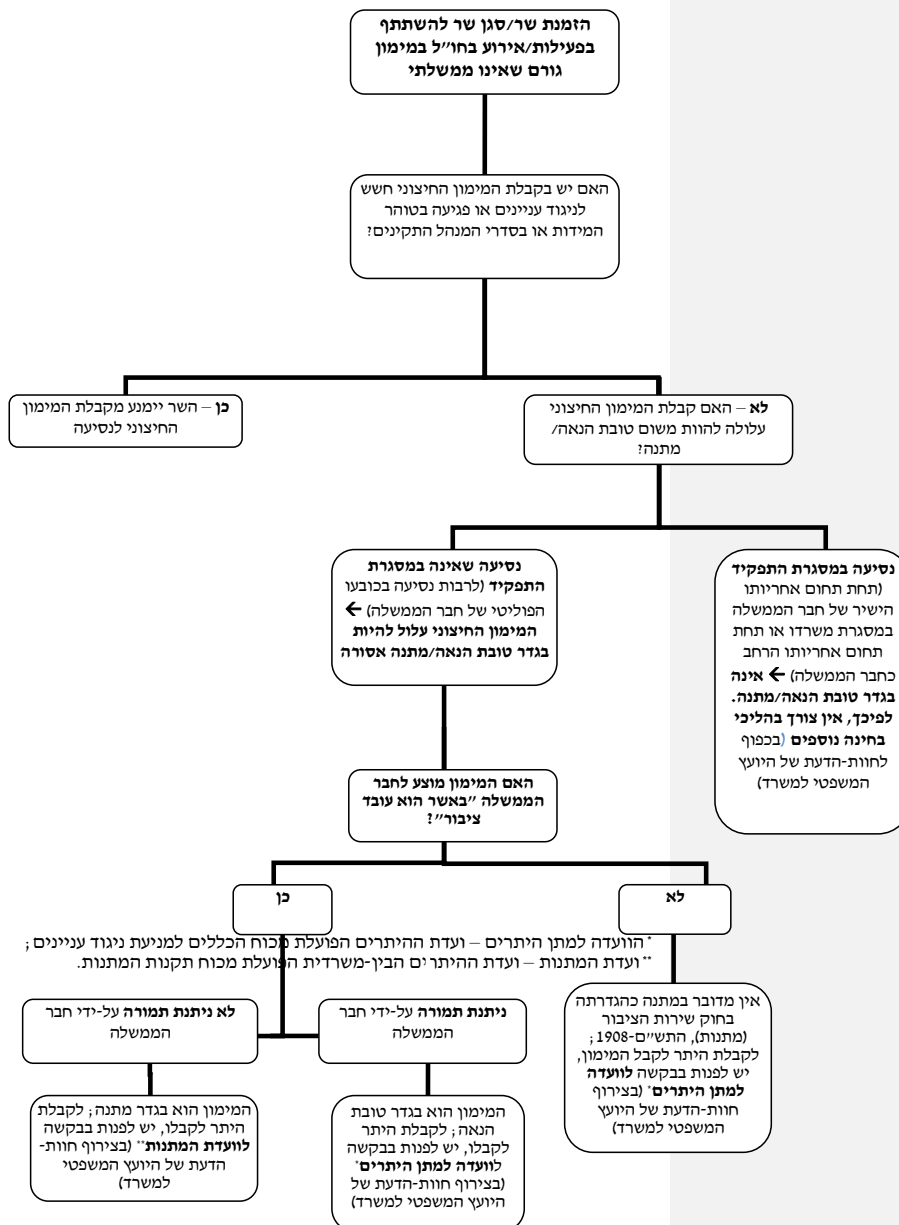 הזמנת שר/סגן שר להשתתף
בפעילות/אירוע בחו"ל במימון
גורם שאינו ממשלתי
האם יש בקבלת המימון החיצוני חשש
לניגוד עניינים או פגיעה בטוהר
המידות או בסדרי המנהל התקינים?
כן – השר יימנע מקבלת המימון
החיצוני לנסיעה
לא – האם קבלת המימון החיצוני
עלולה להוות משום טובת הנאה/
מתנה?
נסיעה במסגרת התפקיד
(תחת תחום אחריותו
הישיר של חבר הממשלה
במסגרת משרדו או תחת
תחום אחריותו הרחב
כחבר הממשלה) ← אינה
בגדר טובת הנאה/מתנה.
לפיכך, אין צורך בהליכי
בחינה נוספים (בכפוף
לחוות-הדעת של היועץ
המשפטי למשרד)
נסיעה שאינה במסגרת
התפקיד (לרבות נסיעה בכובעו
הפוליטי של חבר הממשלה) ←
המימון החיצוני עלול להיות
בגדר טובת הנאה/מתנה אסורה
האם המימון מוצע לחבר
הממשלה "באשר הוא עובד
ציבור"?
לא
כן
* הוועדה למתן היתרים – ועדת ההיתרים הפועלת מכוח הכללים למניעת ניגוד עניינים;
** ועדת המתנות – ועדת ההיתרים הבין-משרדית הפועלת מכוח תקנות המתנות.
אין מדובר במתנה כהגדרתה
בחוק שירות הציבור
(מתנות), התש"ם-1908;
לקבלת היתר לקבל המימון,
יש לפנות בבקשה לוועדה
למתן היתרים* (בצירוף
חוות-הדעת של היועץ
המשפטי למשרד)
ניתנת תמורה על-ידי חבר
הממשלה
לא ניתנת תמורה על-ידי חבר
הממשלה
המימון הוא בגדר טובת
הנאה; לקבלת היתר
לקבלו, יש לפנות בבקשה
לוועדה למתן היתרים*
(בצירוף חוות-הדעת של
היועץ המשפטי למשרד)
המימון הוא בגדר מתנה; לקבלת
היתר לקבלו, יש לפנות בבקשה
לוועדת המתנות** (בצירוף חוות-
הדעת של היועץ המשפטי
למשרד)